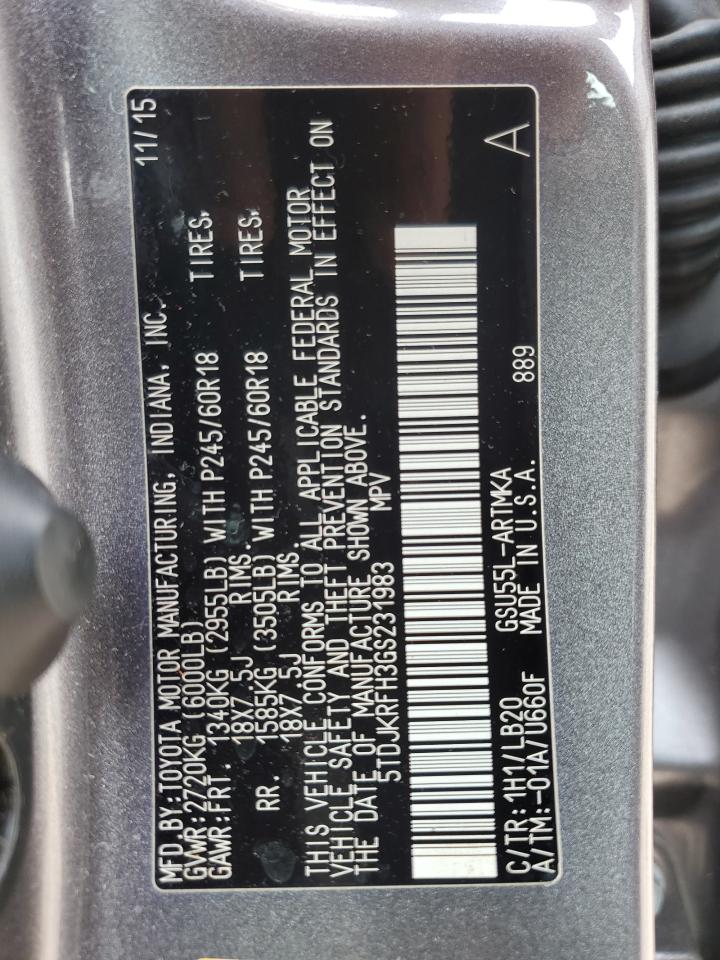 MFD.BY:TOYOTA MOTOR MANUFACTURING, INDIANA, INC. 11/15
GVWR:2720KG (6000LB)
GAWR:FRT. 1340KG (2955LB) WITH P245/60R18 TIRES,
18X7.5J RIMS.
RR. 1585KG (3505LB) WITH P245/60R18 TIRES,
18X7.5J RIMS.
THIS VEHICLE CONFORMS TO ALL APPLICABLE FEDERAL MOTOR
VEHICLE SAFETY AND THEFT PREVENTION STANDARDS IN EFFECT ON
THE DATE OF MANUFACTURE SHOWN ABOVE.
5TDJKRFH3GS231983 MPV
C/TR:1H1/LB20 GSU55L-ARTMKA 889 A
A/TM:-01A/U660F MADE IN U.S.A.